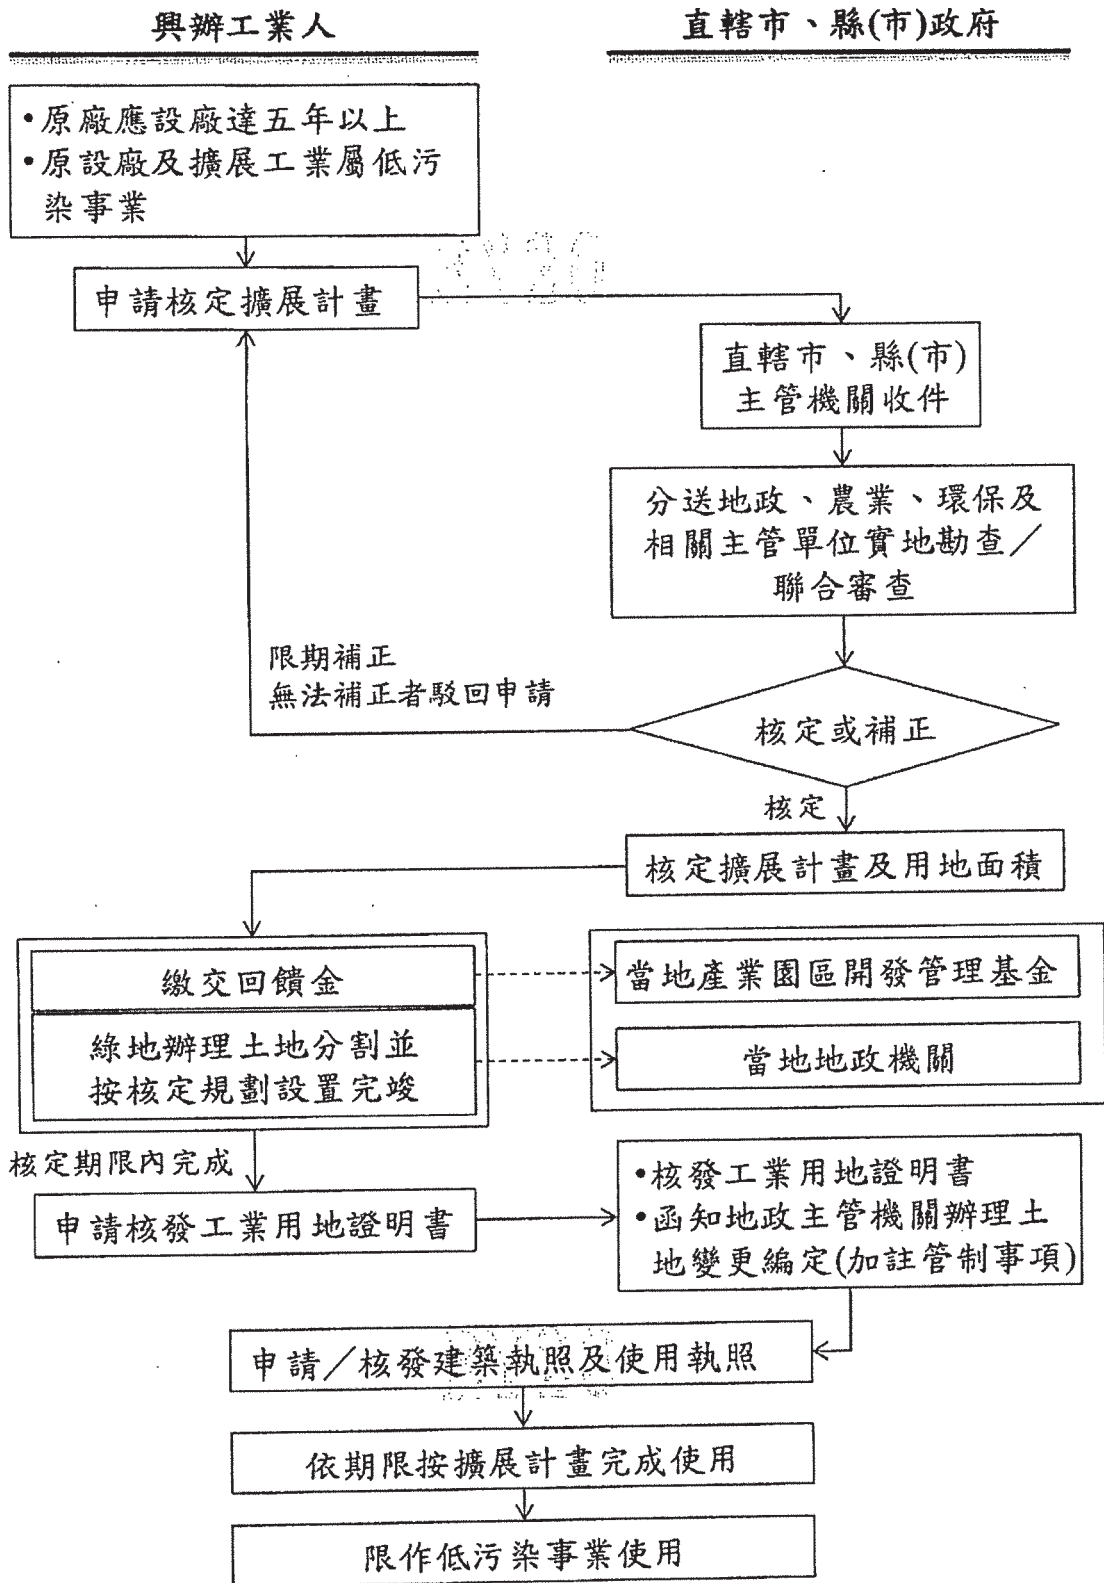 興辦工業人
直轄市、縣(市)政府
•原廠應設廠達五年以上
•原設廠及擴展工業屬低污
染事業
申請核定擴展計畫
直轄市、縣(市)
主管機關收件
分送地政、農業、環保及
相關主管單位實地勘查／
聯合審查
限期補正
無法補正者駁回申請
核定或補正
核定
核定擴展計畫及用地面積
繳交回饋金
當地產業園區開發管理基金
綠地辦理土地分割並
按核定規劃設置完竣
當地地政機關
核定期限內完成
申請核發工業用地證明書
•核發工業用地證明書
•函知地政主管機關辦理土
地變更編定(加註管制事項)
申請／核發建築執照及使用執照
依期限按擴展計畫完成使用
限作低污染事業使用